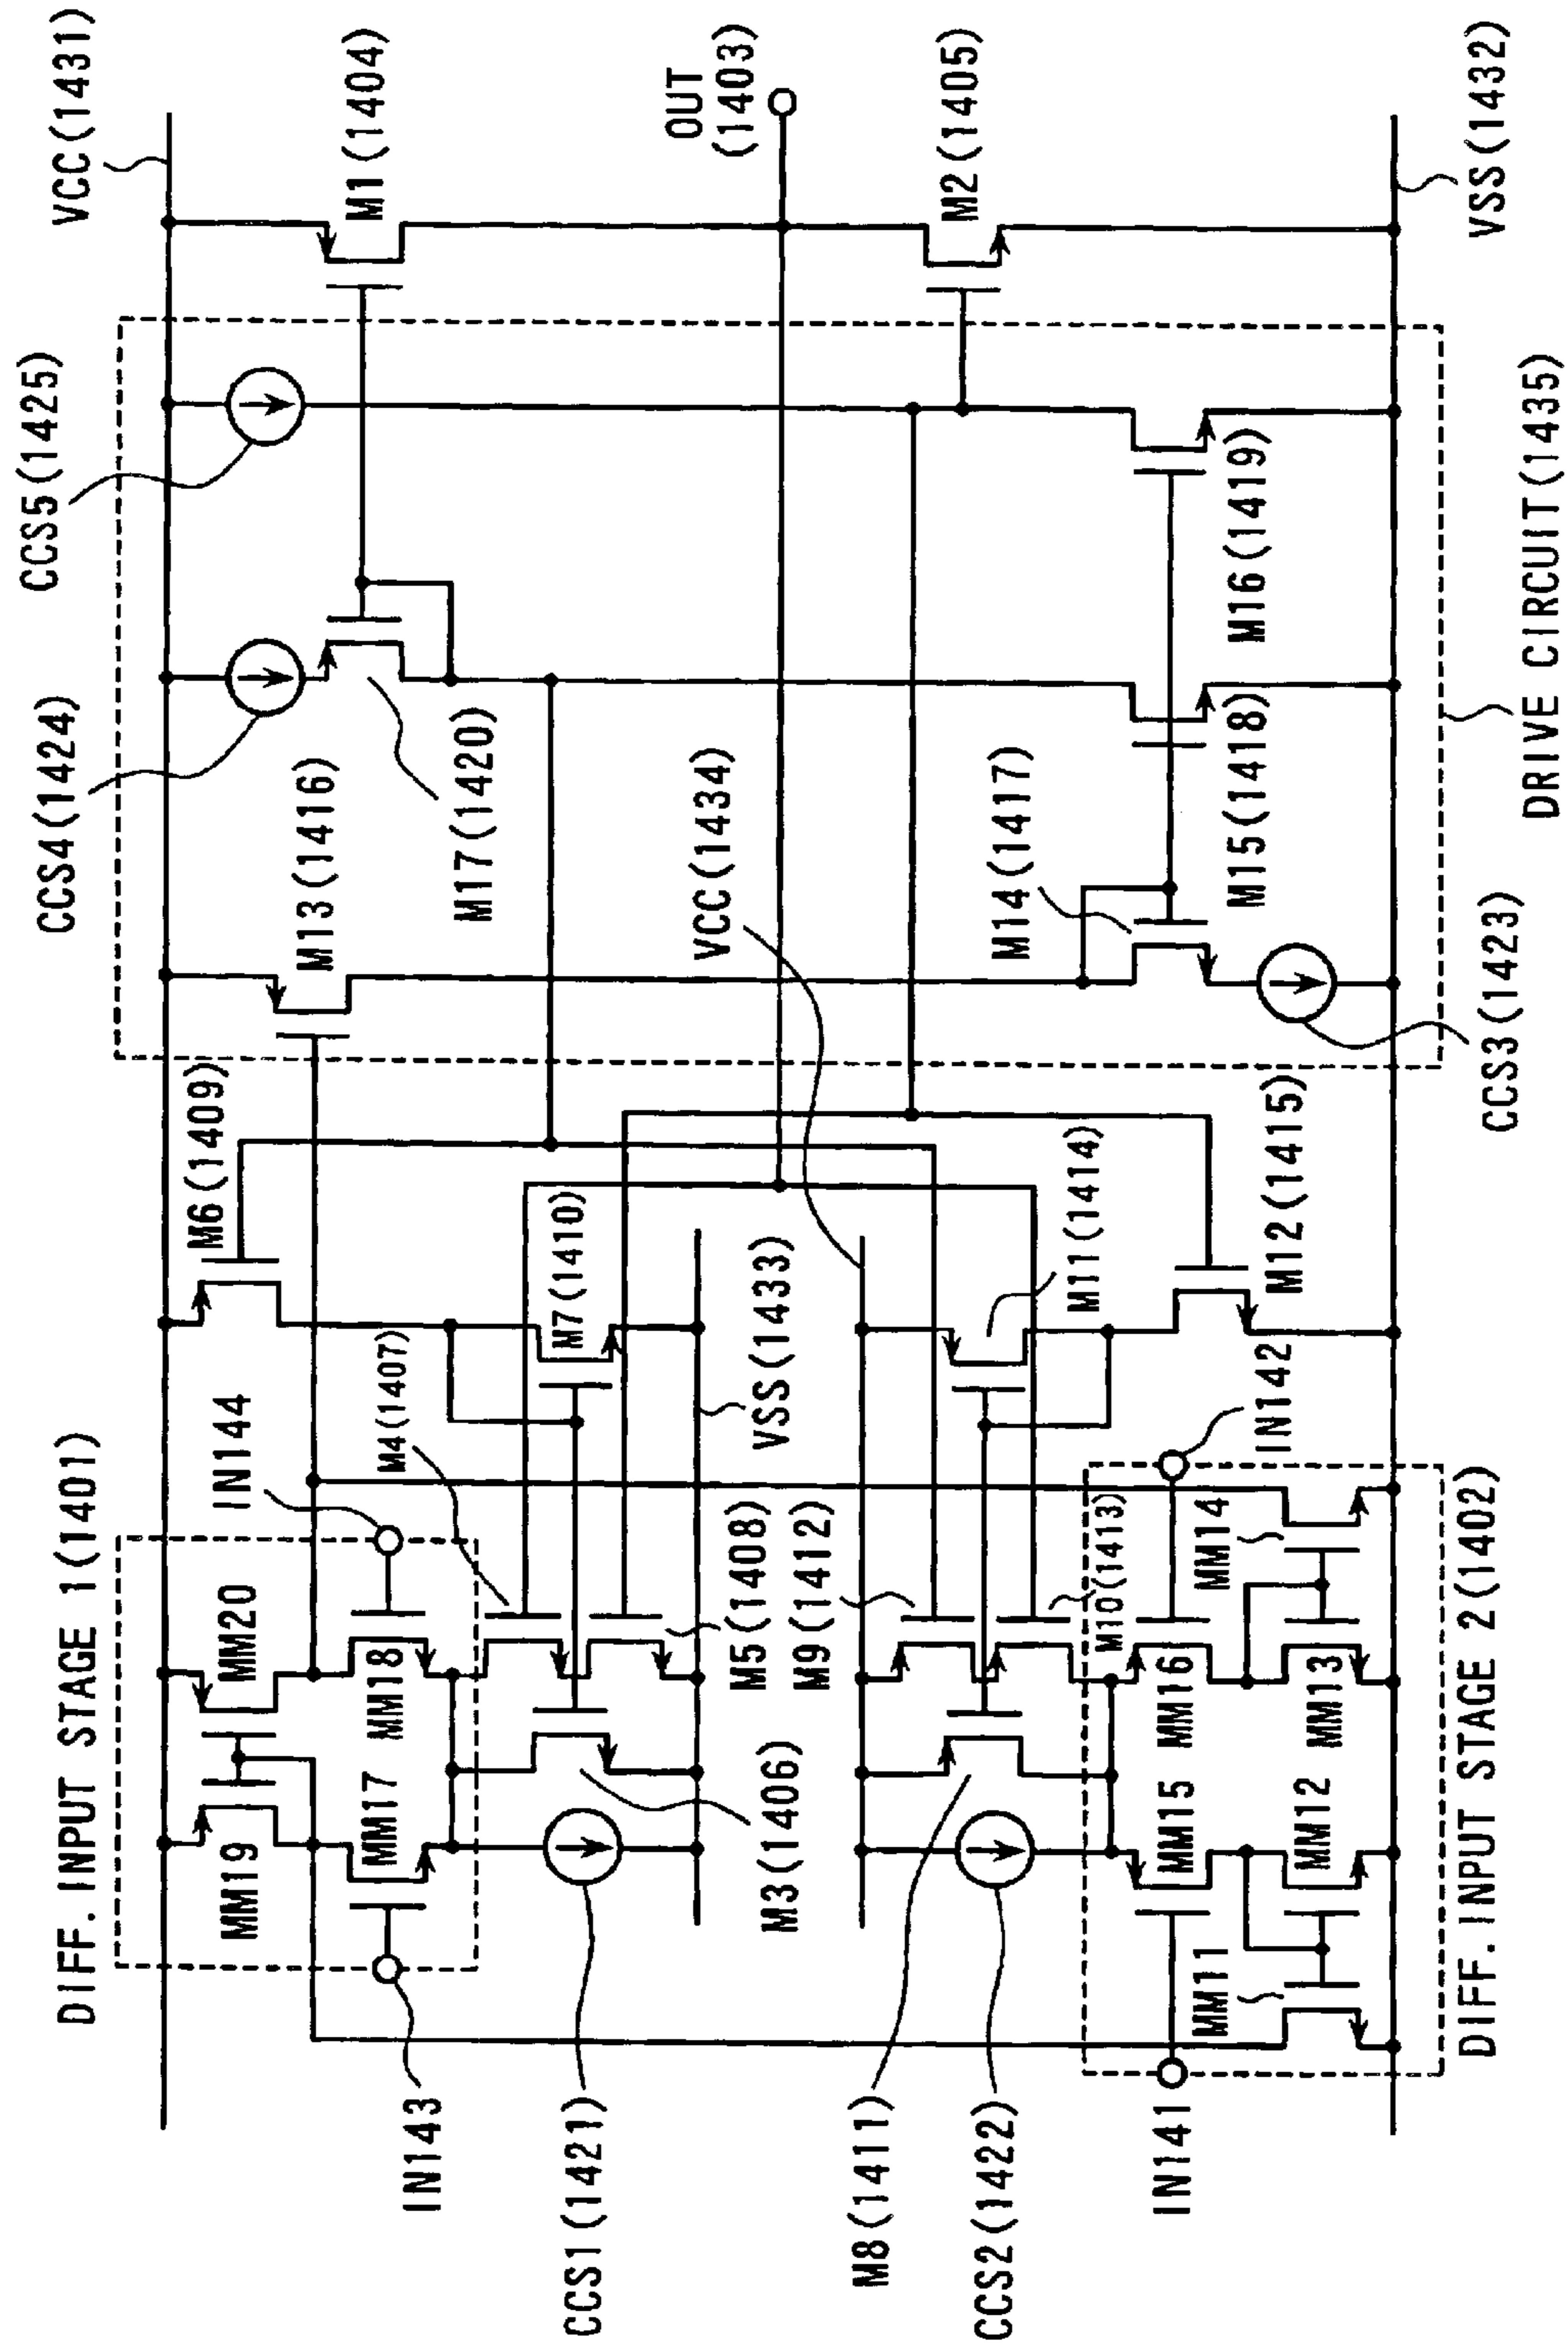 VCC(1431)
M1(1404)
OUT
(1403)
M2(1405)
VSS(1432)
CCS5(1425)
M16(1419)
DRIVE CIRCUIT(1435)
CCS4(1424)
M17(1420)
M13(1416)
VCC(1434)
M14(1417)
M15(1418)
CCS3(1423)
M6(1409)
M7(1410)
M11(1414)
M12(1415)
M4(1407)
VSS(1433)
IN144
IN142
DIFF. INPUT STAGE 1(1401)
MM20
MM18
M5(1408)
M9(1412)
M10(1413)
MM16
MM14
MM13
DIFF. INPUT STAGE 2(1402)
MM19
MM17
M3(1406)
MM15
MM12
MM11
IN143
CCS1(1421)
M8(1411)
CCS2(1422)
IN141